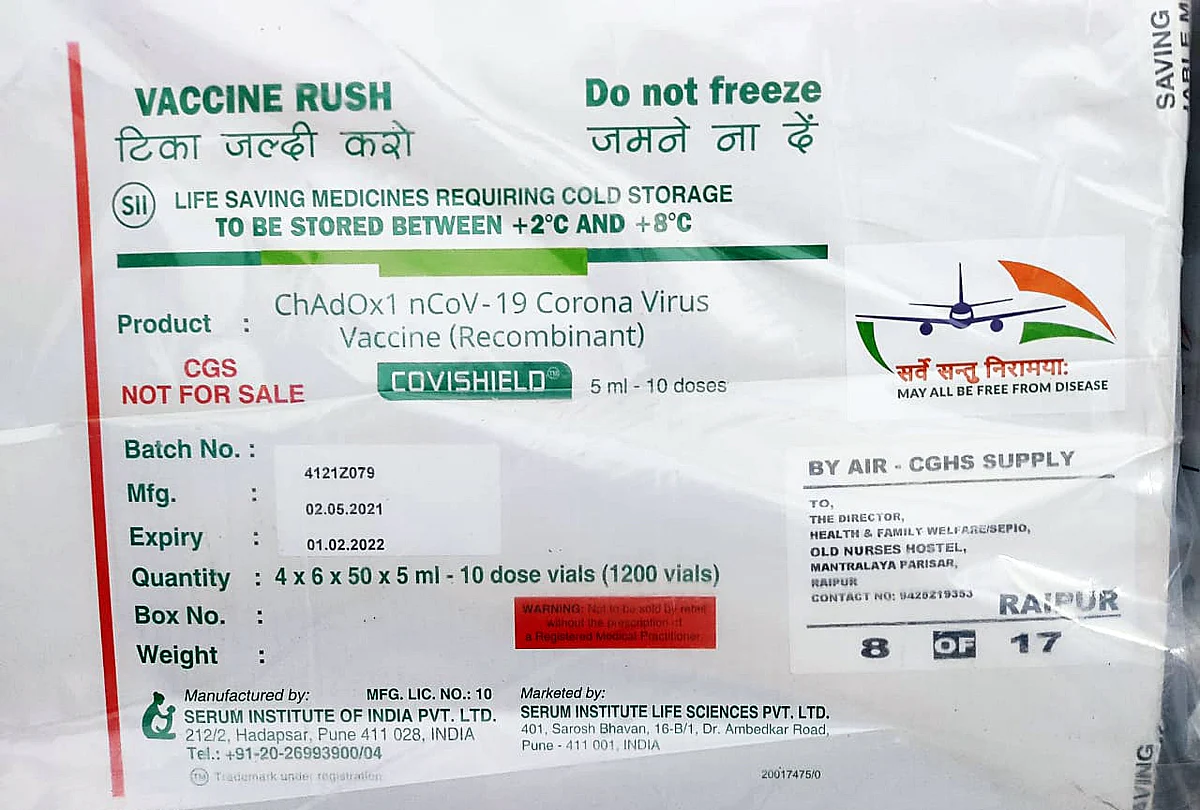 SAVING
VACCINE RUSH
टिका जल्दी करो
Do not freeze
जमने ना दें
SII
LIFE SAVING MEDICINES REQUIRING COLD STORAGE
TO BE STORED BETWEEN +2°C AND +8°C
Product :
ChAdOx1 nCoV-19 Corona Virus
Vaccine (Recombinant)
CGS
NOT FOR SALE
COVISHIELD™
5 ml - 10 doses
सर्वे सन्तु निरामयाः
MAY ALL BE FREE FROM DISEASE
Batch No. : 4121Z079
Mfg. : 02.05.2021
Expiry : 01.02.2022
Quantity : 4 x 6 x 50 x 5 ml - 10 dose vials (1200 vials)
Box No. :
Weight :
WARNING: Not to be sold by retail
without the prescription of
a Registered Medical Practitioner.
BY AIR - CGHS SUPPLY
TO,
THE DIRECTOR,
HEALTH & FAMILY WELFARE/SEPIO,
OLD NURSES HOSTEL,
MANTRALAYA PARISAR,
RAIPUR
CONTACT NO: 9426219353
RAIPUR
8 OF 17
Manufactured by: MFG. LIC. NO.: 10
SERUM INSTITUTE OF INDIA PVT. LTD.
212/2, Hadapsar, Pune 411 028, INDIA
Tel.: +91-20-26993900/04
TM Trademark under registration
Marketed by:
SERUM INSTITUTE LIFE SCIENCES PVT. LTD.
401, Sarosh Bhavan, 16-B/1, Dr. Ambedkar Road,
Pune - 411 001, INDIA
20017475/0